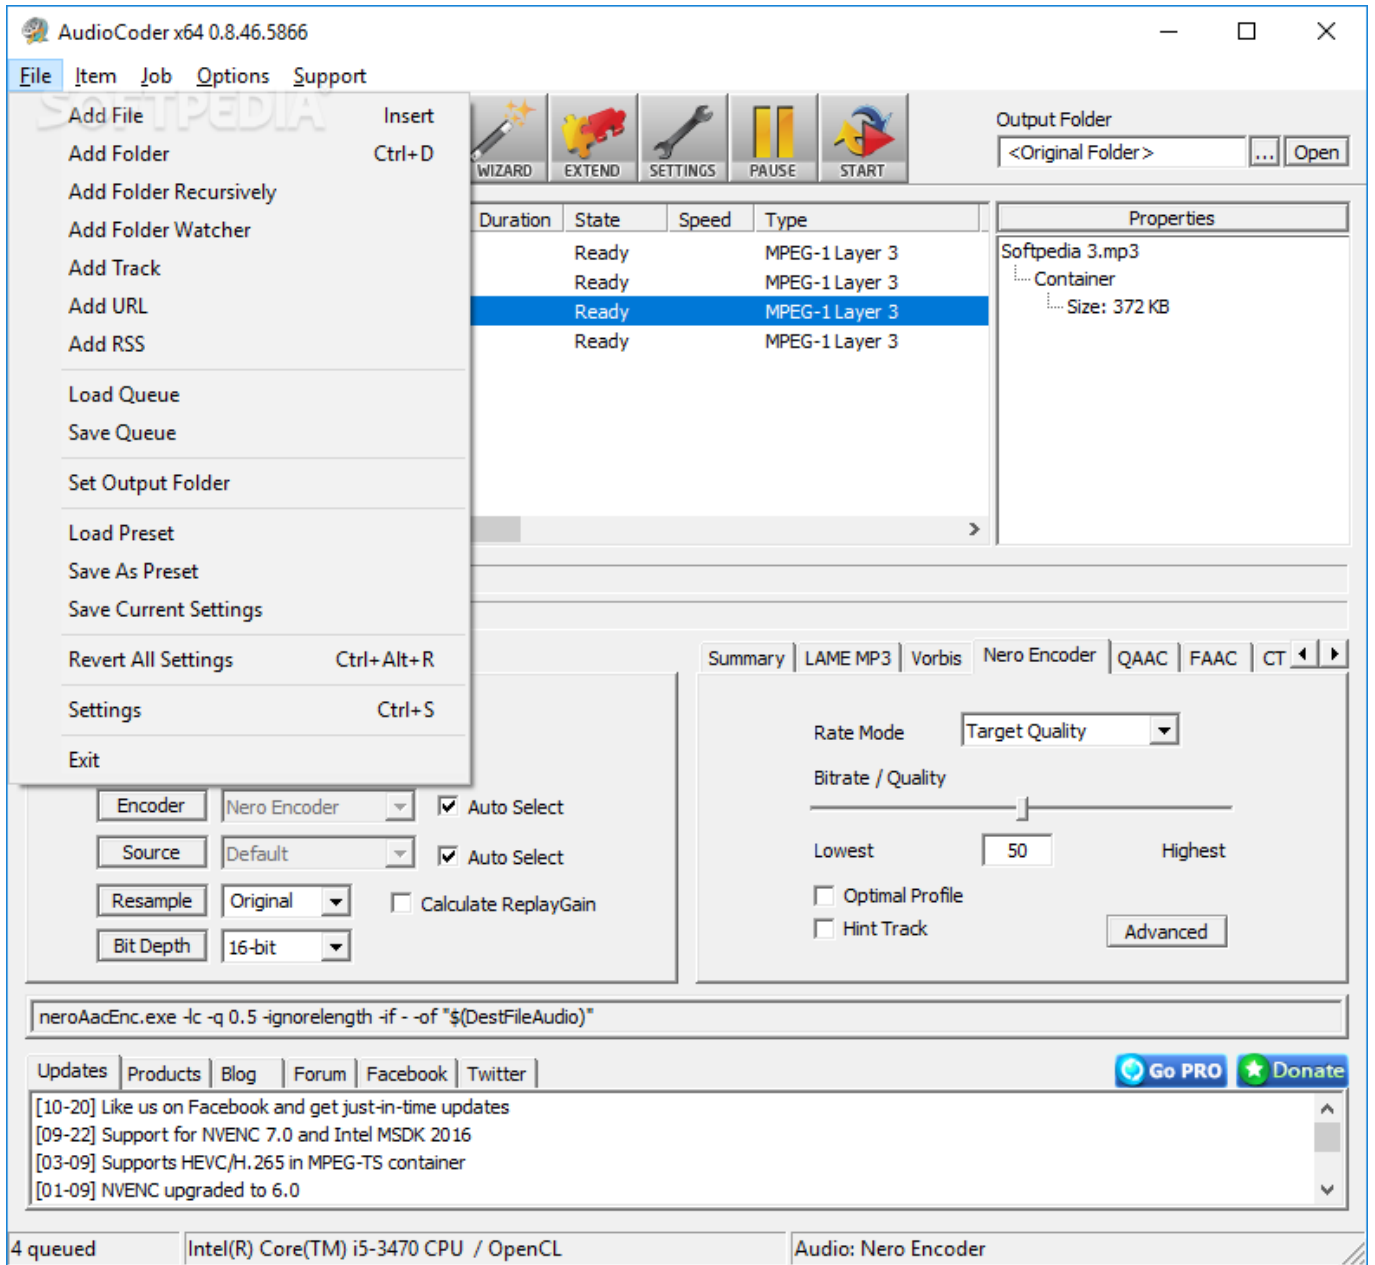 AudioCoder x64 0.8.46.5866
File Item Job Options Support
SOFTPEDIA
Add File Insert
Add Folder Ctrl+D
Add Folder Recursively
Add Folder Watcher
Add Track
Add URL
Add RSS
Load Queue
Save Queue
Set Output Folder
Load Preset
Save As Preset
Save Current Settings
Revert All Settings Ctrl+Alt+R
Settings Ctrl+S
Exit
WIZARD EXTEND SETTINGS PAUSE START
Output Folder
<Original Folder> ... Open
Duration State Speed Type
Ready MPEG-1 Layer 3
Ready MPEG-1 Layer 3
Ready MPEG-1 Layer 3
Ready MPEG-1 Layer 3
Properties
Softpedia 3.mp3
Container
Size: 372 KB
Encoder Nero Encoder Auto Select
Source Default Auto Select
Resample Original Calculate ReplayGain
Bit Depth 16-bit
Summary LAME MP3 Vorbis Nero Encoder QAAC FAAC CT
Rate Mode Target Quality
Bitrate / Quality
Lowest 50 Highest
Optimal Profile
Hint Track Advanced
neroAacEnc.exe -lc -q 0.5 -ignorelength -if - -of "$(DestFileAudio)"
Updates Products Blog Forum Facebook Twitter Go PRO Donate
[10-20] Like us on Facebook and get just-in-time updates
[09-22] Support for NVENC 7.0 and Intel MSDK 2016
[03-09] Supports HEVC/H.265 in MPEG-TS container
[01-09] NVENC upgraded to 6.0
4 queued Intel(R) Core(TM) i5-3470 CPU / OpenCL Audio: Nero Encoder